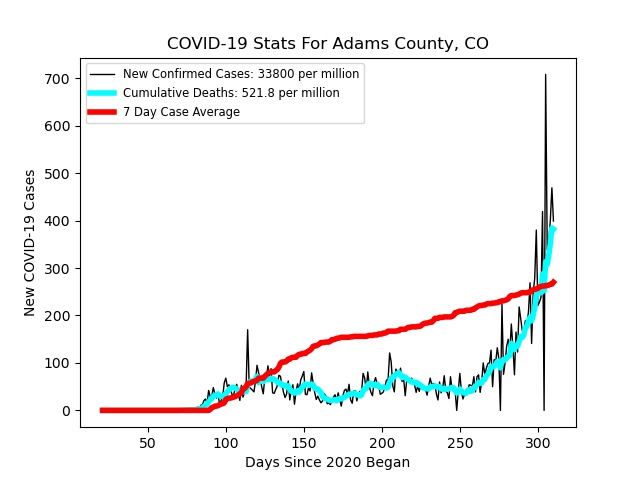 COVID-19 Stats For Adams County, CO
New Confirmed Cases: 33800 per million
Cumulative Deaths: 521.8 per million
7 Day Case Average
700
600
500
400
300
200
100
0
New COVID-19 Cases
50 100 150 200 250 300
Days Since 2020 Began